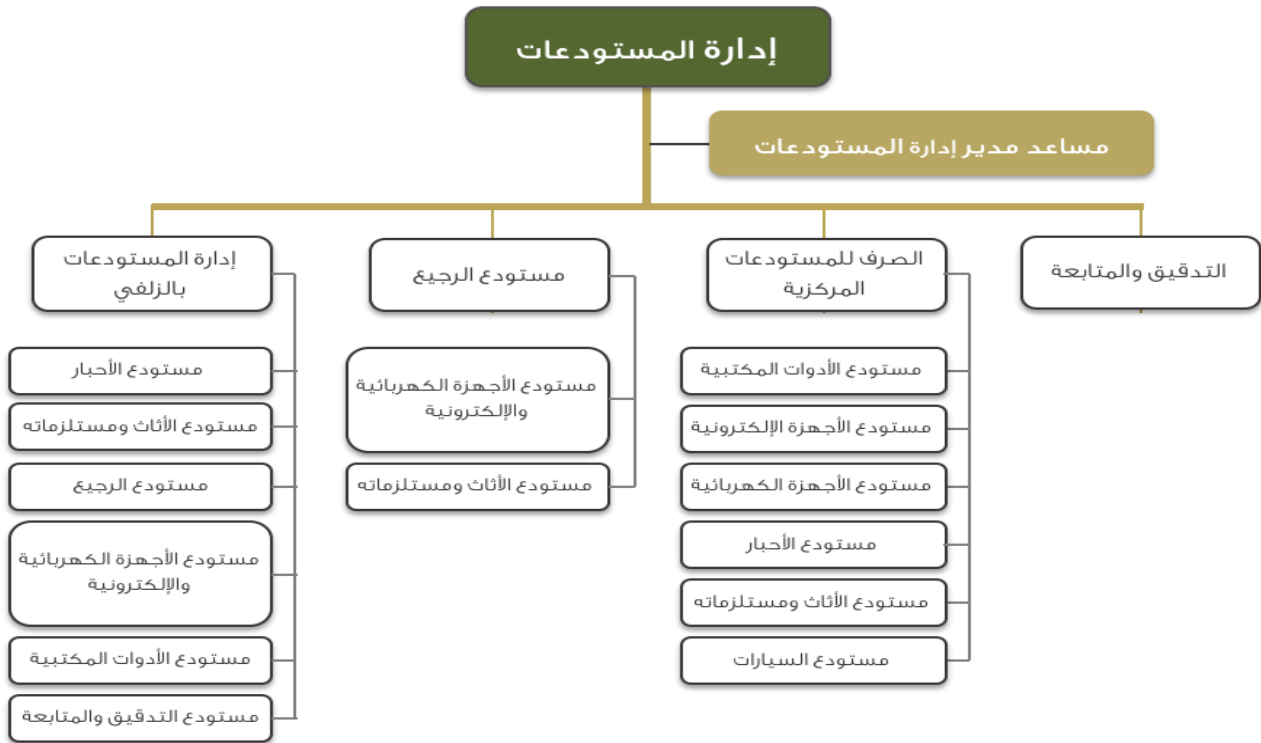 إدارة المستودعات
مساعد مدير إدارة المستودعات
التدقيق والمتابعة
الصرف للمستودعات
المركزية
مستودع الأدوات المكتبية
مستودع الأجهزة الإلكترونية
مستودع الأجهزة الكهربائية
مستودع الأحبار
مستودع الأثاث ومستلزماته
مستودع السيارات
مستودع الرجيع
مستودع الأجهزة الكهربائية
والإلكترونية
مستودع الأثاث ومستلزماته
إدارة المستودعات
بالزلفي
مستودع الأحبار
مستودع الأثاث ومستلزماته
مستودع الرجيع
مستودع الأجهزة الكهربائية
والإلكترونية
مستودع الأدوات المكتبية
مستودع التدقيق والمتابعة